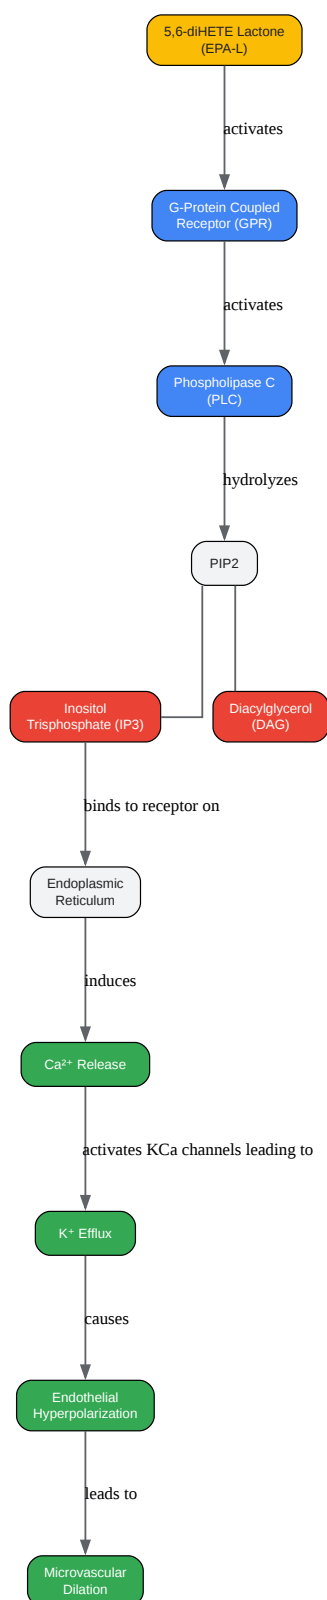 5,6-diHETE Lactone
(EPA-L)
activates
G-Protein Coupled
Receptor (GPR)
activates
Phospholipase C
(PLC)
hydrolyzes
PIP2
Inositol
Trisphosphate (IP3)
Diacylglycerol
(DAG)
binds to receptor on
Endoplasmic
Reticulum
induces
Ca²⁺ Release
activates KCa channels leading to
K⁺ Efflux
causes
Endothelial
Hyperpolarization
leads to
Microvascular
Dilation